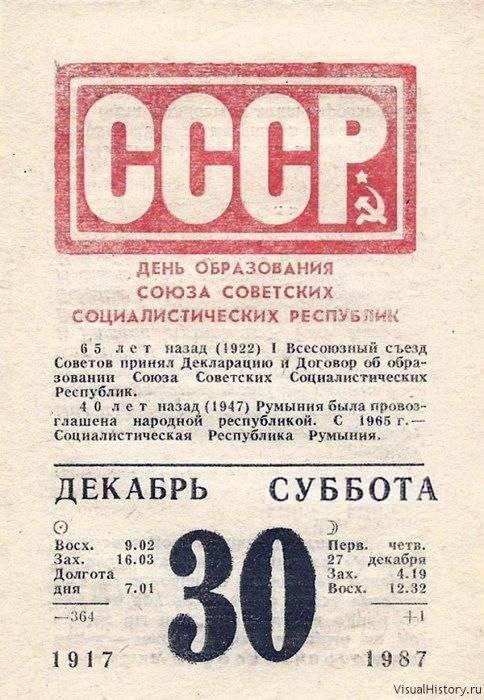 СССР
ДЕНЬ ОБРАЗОВАНИЯ
СОЮЗА СОВЕТСКИХ
СОЦИАЛИСТИЧЕСКИХ РЕСПУБЛИК
65 лет назад (1922) I Всесоюзный съезд
Советов принял Декларацию и Договор об обра-
зовании Союза Советских Социалистических
Республик.
40 лет назад (1947) Румыния была провоз-
глашена народной республикой. С 1965 г.—
Социалистическая Республика Румыния.
ДЕКАБРЬ СУББОТА
Восх. 9.02
Зах. 16.03
Долгота
дня 7.01
—364
30
Перв. четв.
27 декабря
Зах. 4.19
Восх. 12.32
+1
1917 1987
VisualHistory.ru